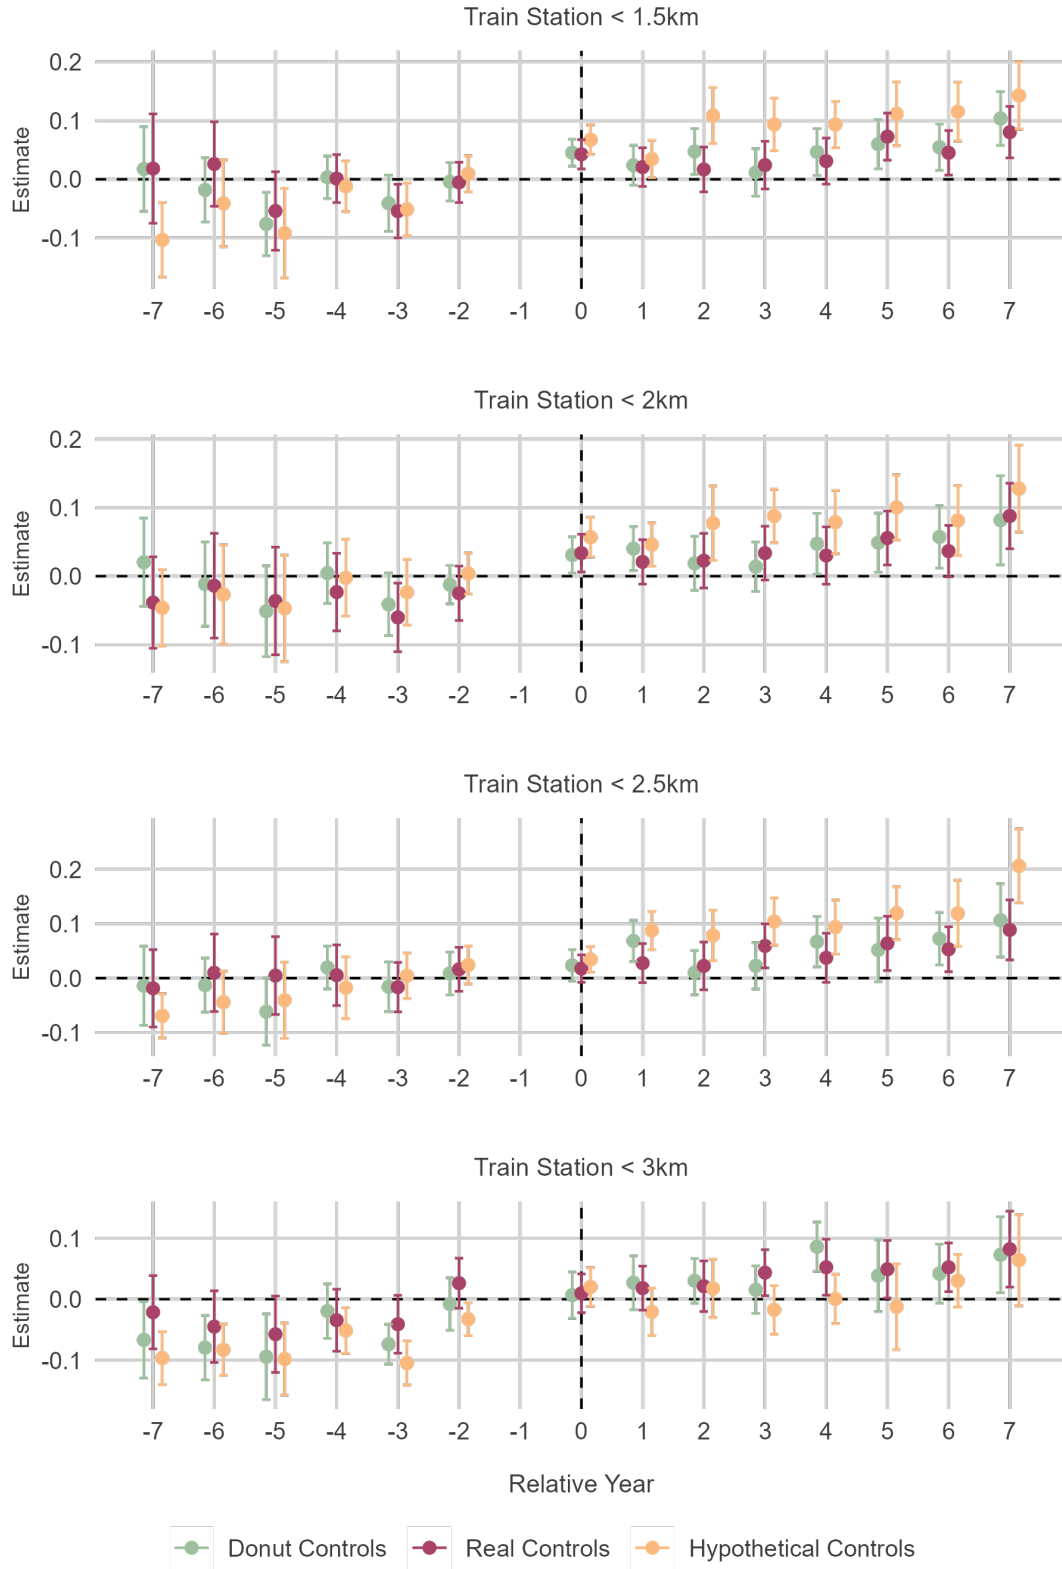 Train Station < 1.5km
0.2
0.1
0.0
-0.1
Estimate
-7 -6 -5 -4 -3 -2 -1 0 1 2 3 4 5 6 7
Train Station < 2km
0.2
0.1
0.0
-0.1
Estimate
-7 -6 -5 -4 -3 -2 -1 0 1 2 3 4 5 6 7
Train Station < 2.5km
0.2
0.1
0.0
-0.1
Estimate
-7 -6 -5 -4 -3 -2 -1 0 1 2 3 4 5 6 7
Train Station < 3km
0.1
0.0
-0.1
Estimate
-7 -6 -5 -4 -3 -2 -1 0 1 2 3 4 5 6 7
Relative Year
Donut Controls Real Controls Hypothetical Controls